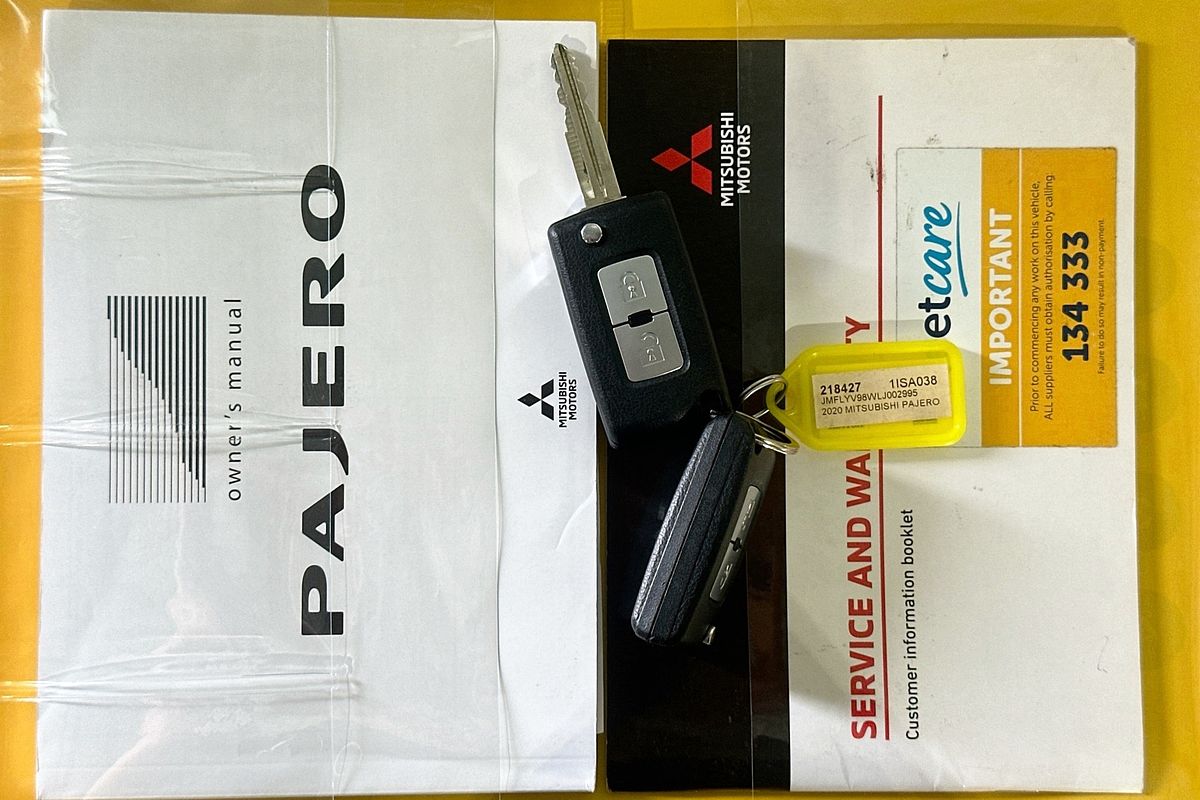 owner's manual
PAJERO
MITSUBISHI
MOTORS
MITSUBISHI
MOTORS
SERVICE AND
Customer information booklet
care
IMPORTANT
Prior to commencing any work on this vehicle,
ALL suppliers must obtain authorisation by calling:
134 333
Failure to do so may result in non-payment.
218427 1ISA038
JMFLYV98WLJ002995
2020 MITSUBISHI PAJERO